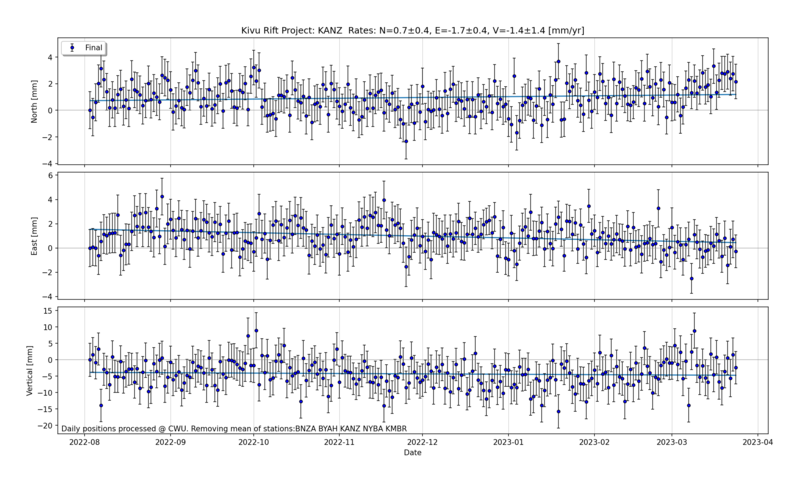 Kivu Rift Project: KANZ  Rates: N=0.7±0.4, E=-1.7±0.4, V=-1.4±1.4 [mm/yr]
Final
North [mm]
4
2
0
−2
−4
East [mm]
6
4
2
0
−2
−4
Vertical [mm]
15
10
5
0
−5
−10
−15
−20
Daily positions processed @ CWU. Removing mean of stations:BNZA BYAH KANZ NYBA KMBR
2022-08 2022-09 2022-10 2022-11 2022-12 2023-01 2023-02 2023-03 2023-04
Date